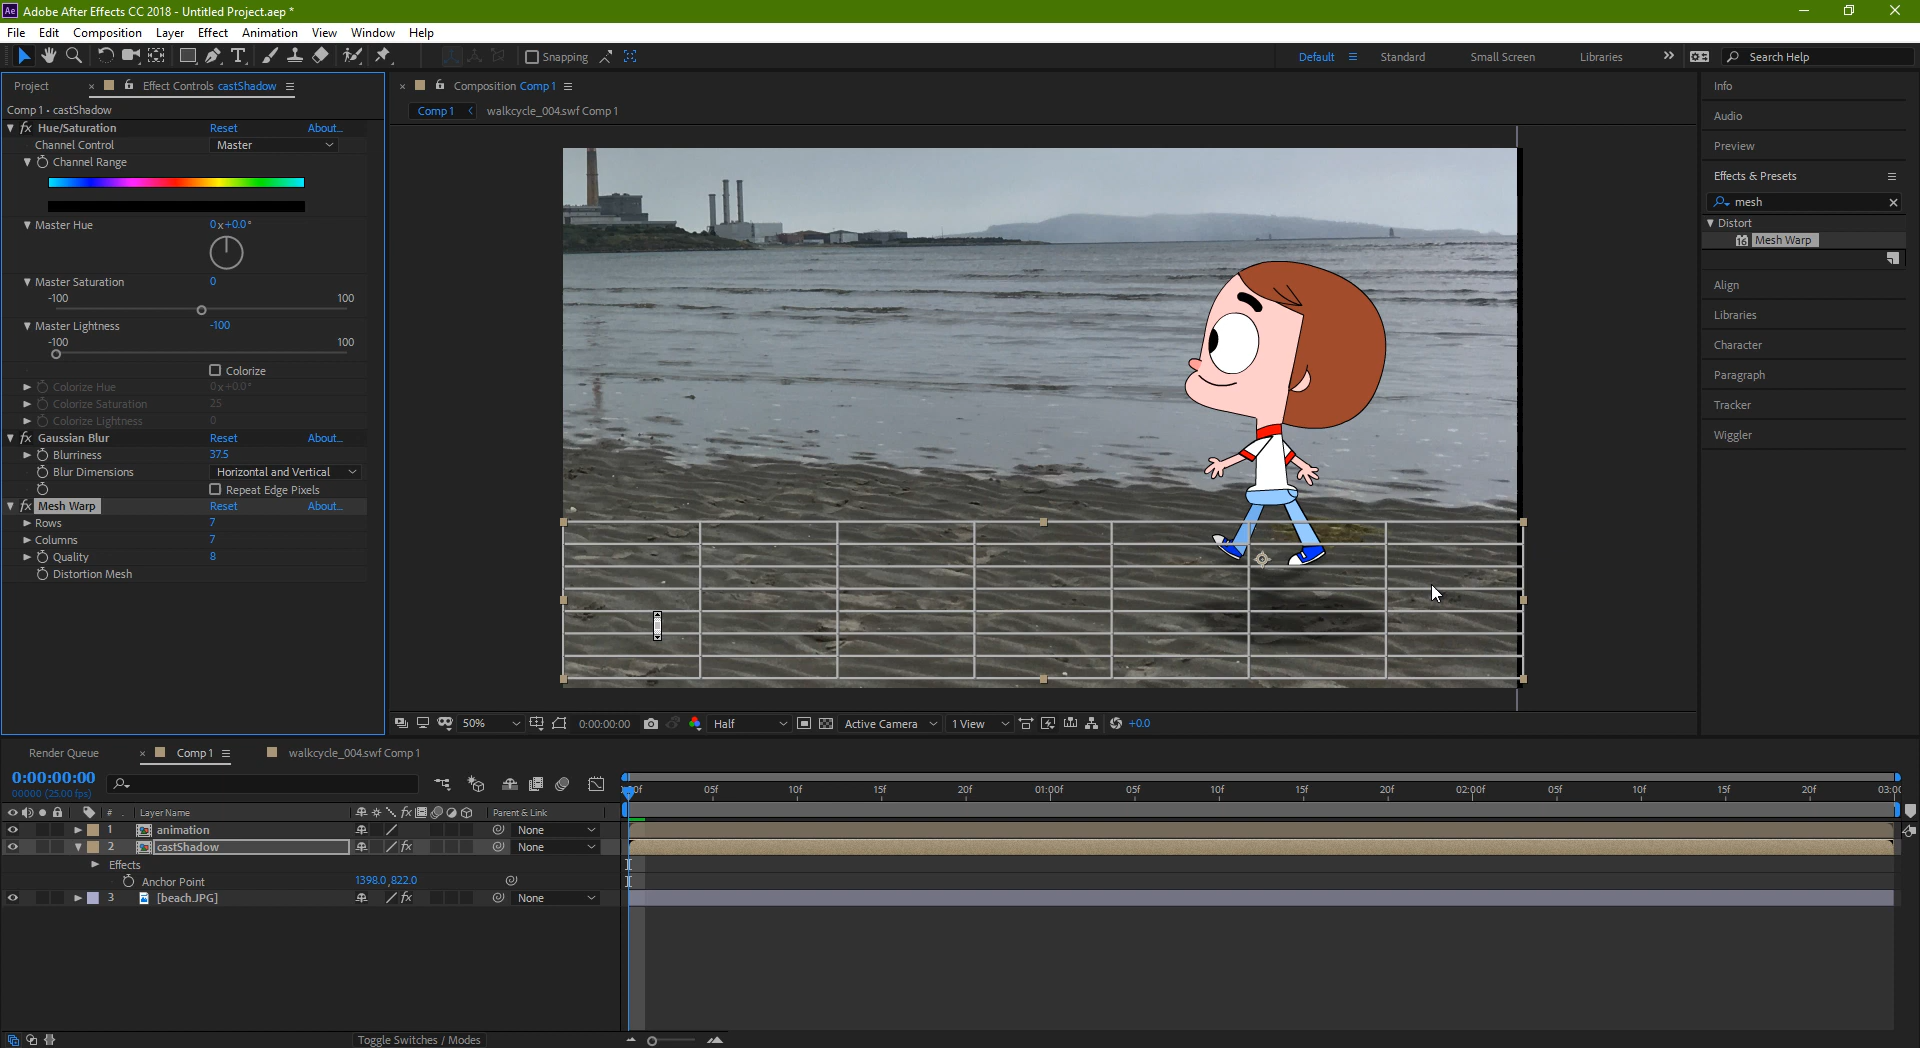 Adobe After Effects CC 2018 - Untitled Project.aep *
File Edit Composition Layer Effect Animation View Window Help
Snapping
Default Standard Small Screen Libraries Search Help
Project Effect Controls castShadow
Composition Comp 1
Comp 1 • castShadow
Comp 1 walkcycle_004.swf Comp 1
fx Hue/Saturation Reset About...
Channel Control Master
Channel Range
Master Hue 0x+0.0°
Master Saturation 0
-100 100
Master Lightness -100
-100 100
Colorize
Colorize Hue 0x+0.0°
Colorize Saturation 25
Colorize Lightness 0
fx Gaussian Blur Reset About...
Blurriness 37.5
Blur Dimensions Horizontal and Vertical
Repeat Edge Pixels
fx Mesh Warp Reset About...
Rows 7
Columns 7
Quality 8
Distortion Mesh
Info
Audio
Preview
Effects & Presets
mesh
Distort
16 Mesh Warp
Align
Libraries
Character
Paragraph
Tracker
Wiggler
50% 0:00:00:00 Half Active Camera 1 View +0.0
Render Queue Comp 1 walkcycle_004.swf Comp 1
0:00:00:00
00000 (25.00 fps)
05f 10f 15f 20f 01:00f 05f 10f 15f 20f 02:00f 05f 10f 15f 20f
# Layer Name fx Parent & Link
1 animation None
2 castShadow fx None
Effects
Anchor Point 1398.0,822.0
3 [beach.JPG] fx None
Toggle Switches / Modes